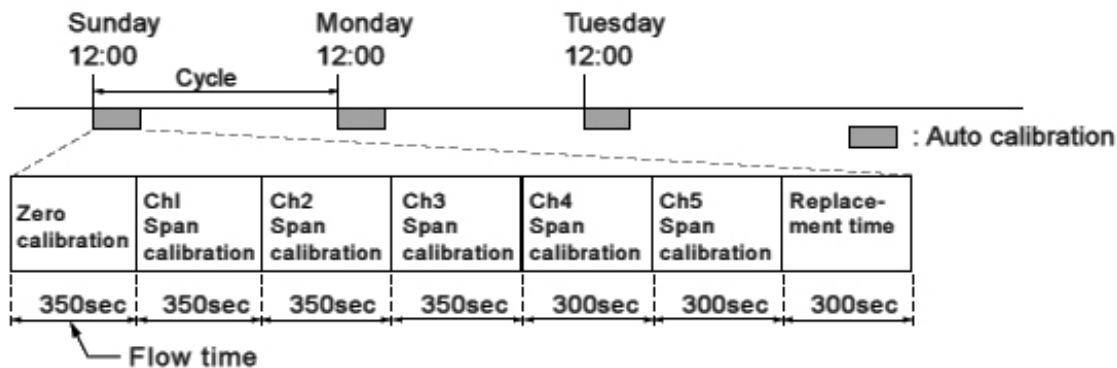 Sunday
12:00
Monday
12:00
Tuesday
12:00
Cycle
: Auto calibration
Zero
calibration
Chl
Span
calibration
Ch2
Span
calibration
Ch3
Span
calibration
Ch4
Span
calibration
Ch5
Span
calibration
Replace-
ment time
350sec
350sec
350sec
350sec
300sec
300sec
300sec
Flow time